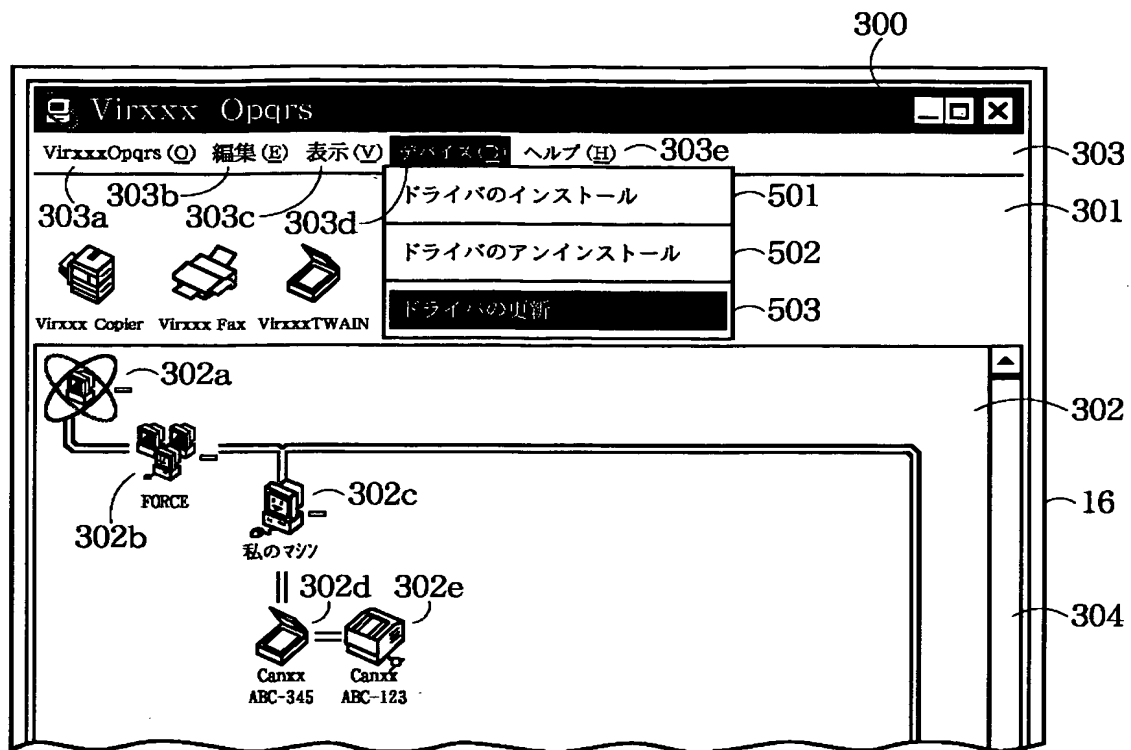 300
Virxxx Opqrs
VirxxxOpqrs(O) 編集(E) 表示(V) デバイス(D) ヘルプ(H) 303e
303
303a 303b 303c 303d
ドライバのインストール 501
301
ドライバのアンインストール 502
ドライバの更新 503
Virxxx Copier Virxxx Fax VirxxxTWAIN
302a
302
FORCE
302b
302c
私のマシン
16
302d 302e
304
Canxx ABC-345
Canxx ABC-123